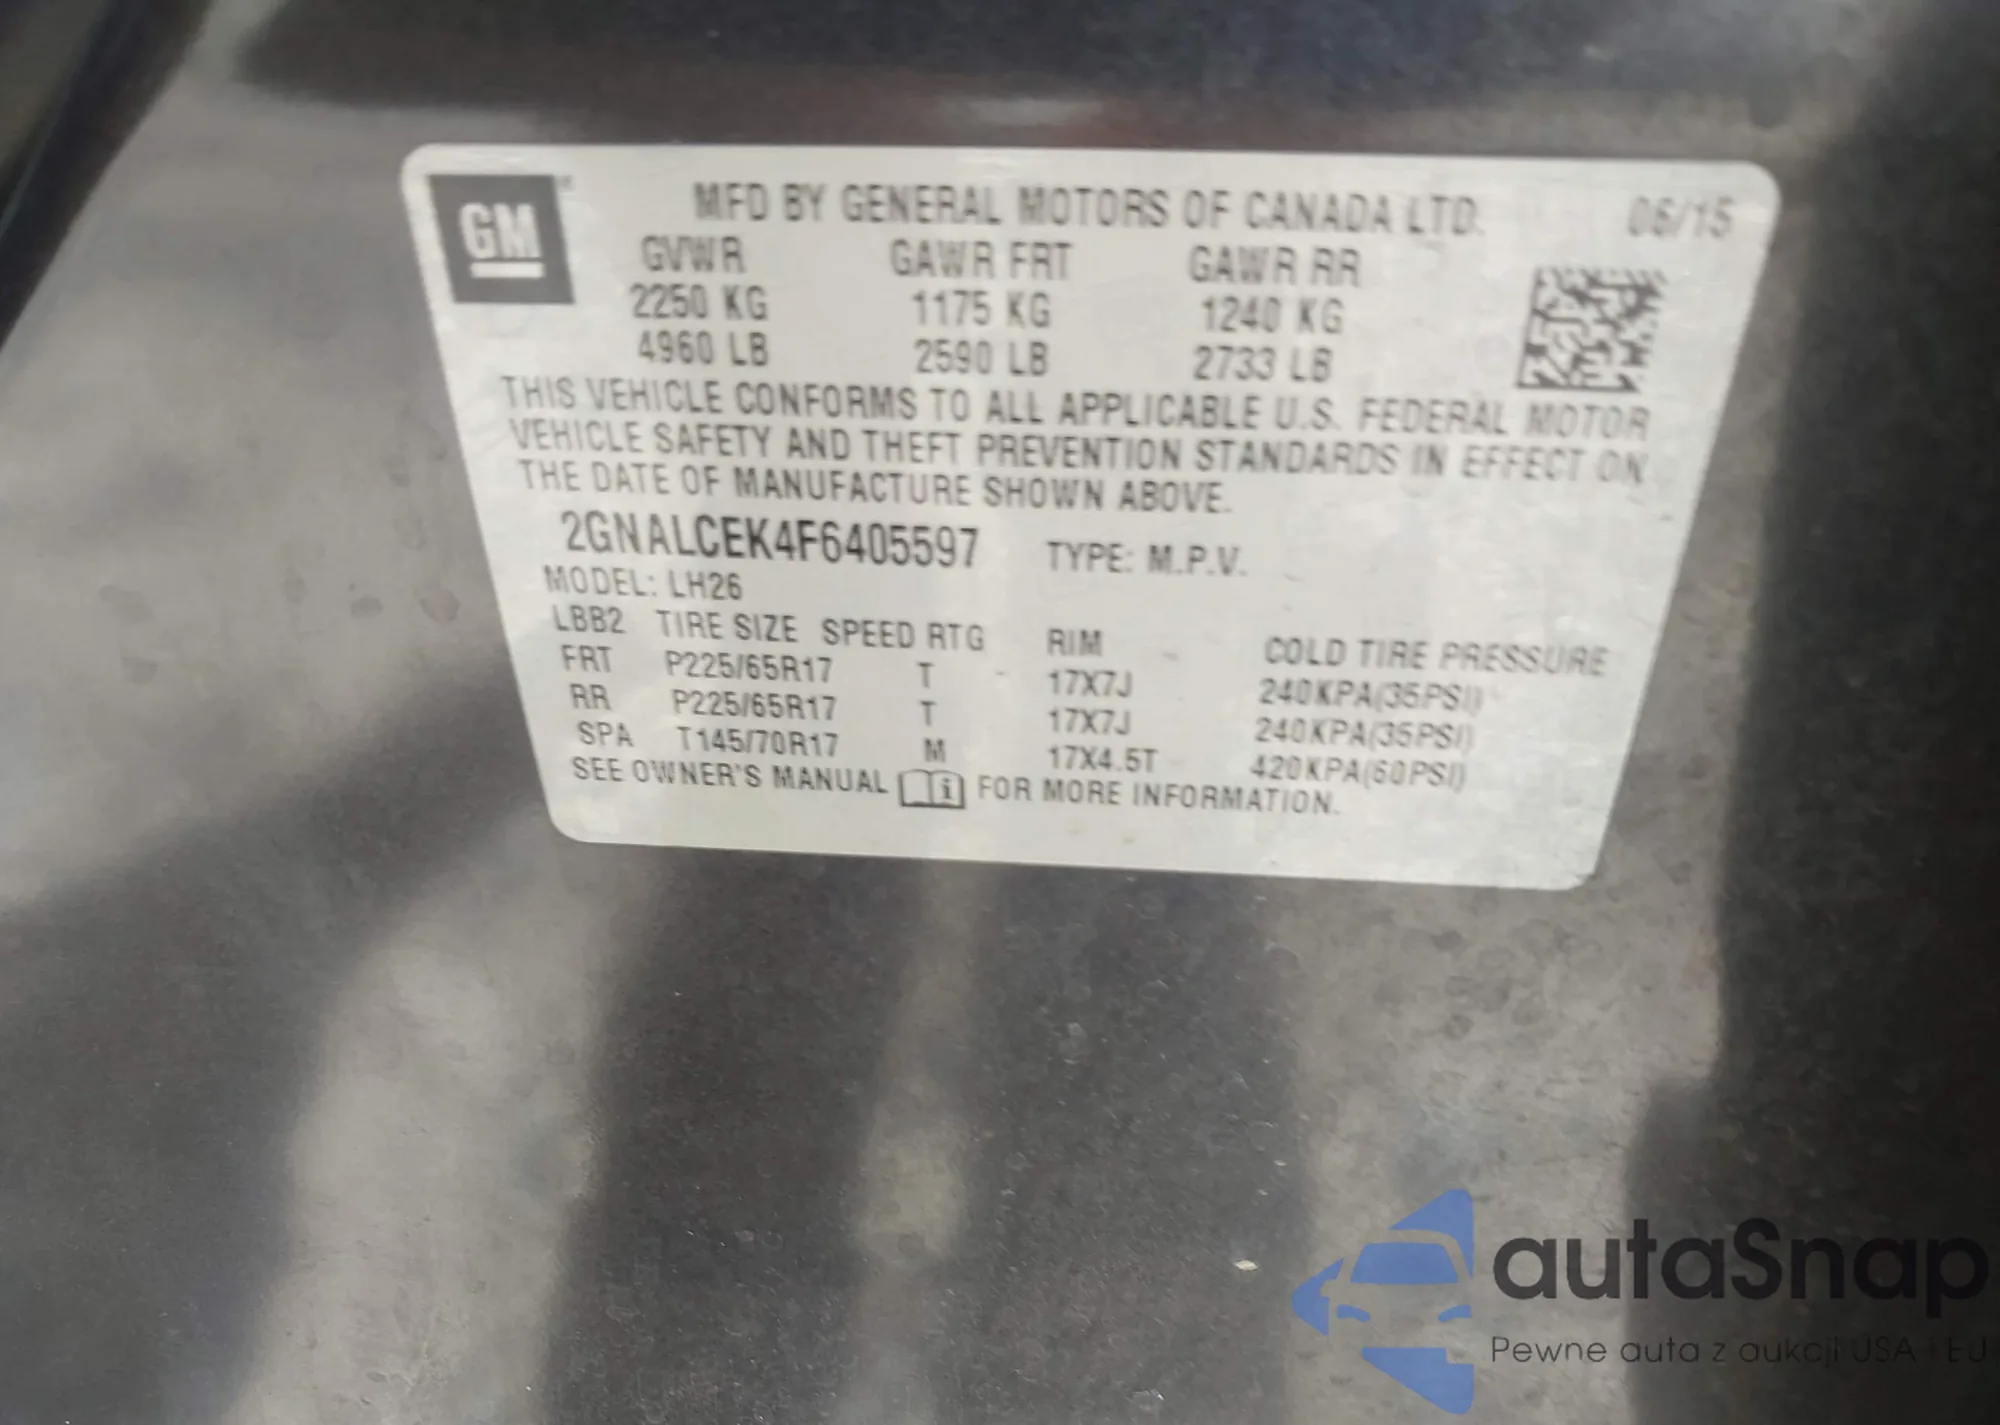 GM
MFD BY GENERAL MOTORS OF CANADA LTD. 06/15
GVWR GAWR FRT GAWR RR
2250 KG 1175 KG 1240 KG
4960 LB 2590 LB 2733 LB
THIS VEHICLE CONFORMS TO ALL APPLICABLE U.S. FEDERAL MOTOR
VEHICLE SAFETY AND THEFT PREVENTION STANDARDS IN EFFECT ON
THE DATE OF MANUFACTURE SHOWN ABOVE.
2GNALCEK4F6405597 TYPE: M.P.V.
MODEL: LH26
LBB2 TIRE SIZE SPEED RTG RIM COLD TIRE PRESSURE
FRT P225/65R17 T 17X7J 240KPA(35PSI)
RR P225/65R17 T 17X7J 240KPA(35PSI)
SPA T145/70R17 M 17X4.5T 420KPA(60PSI)
SEE OWNER'S MANUAL i FOR MORE INFORMATION.
autaSnap
Pewne auta z aukcji USA i EU